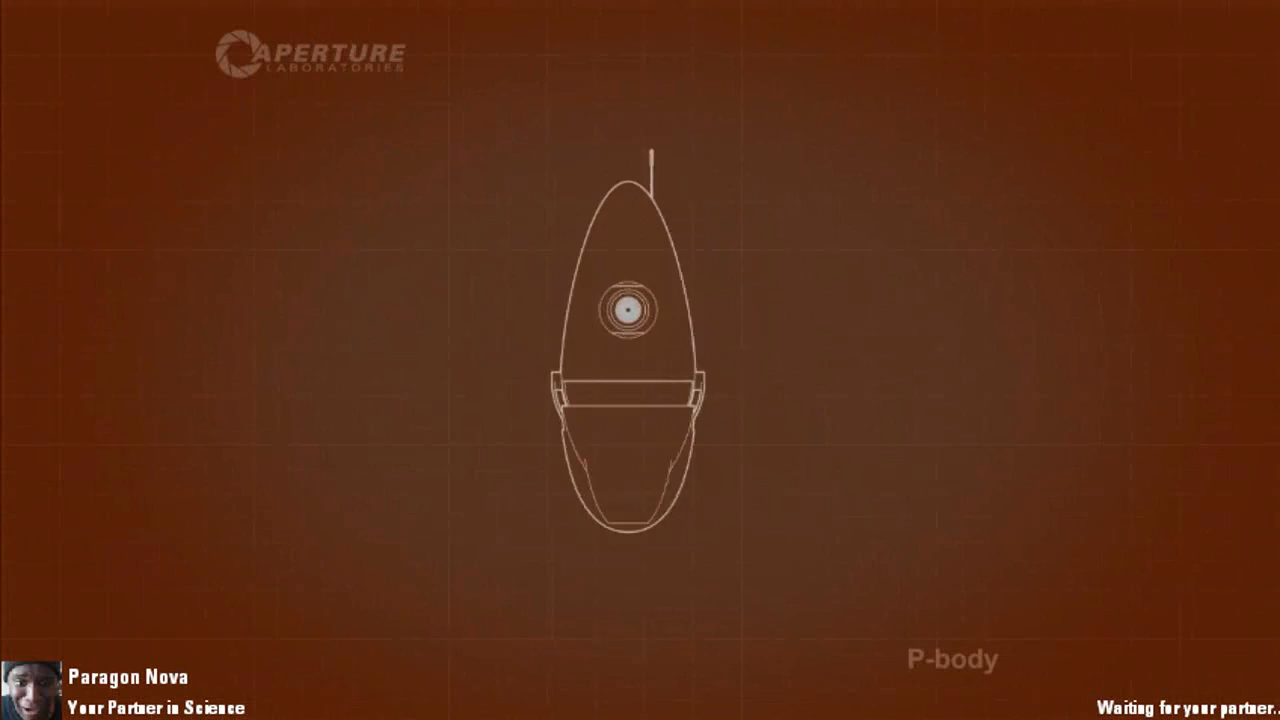 APERTURE
LABORATORIES
P-body
Paragon Nova
Your Partner in Science
Waiting for your partner..